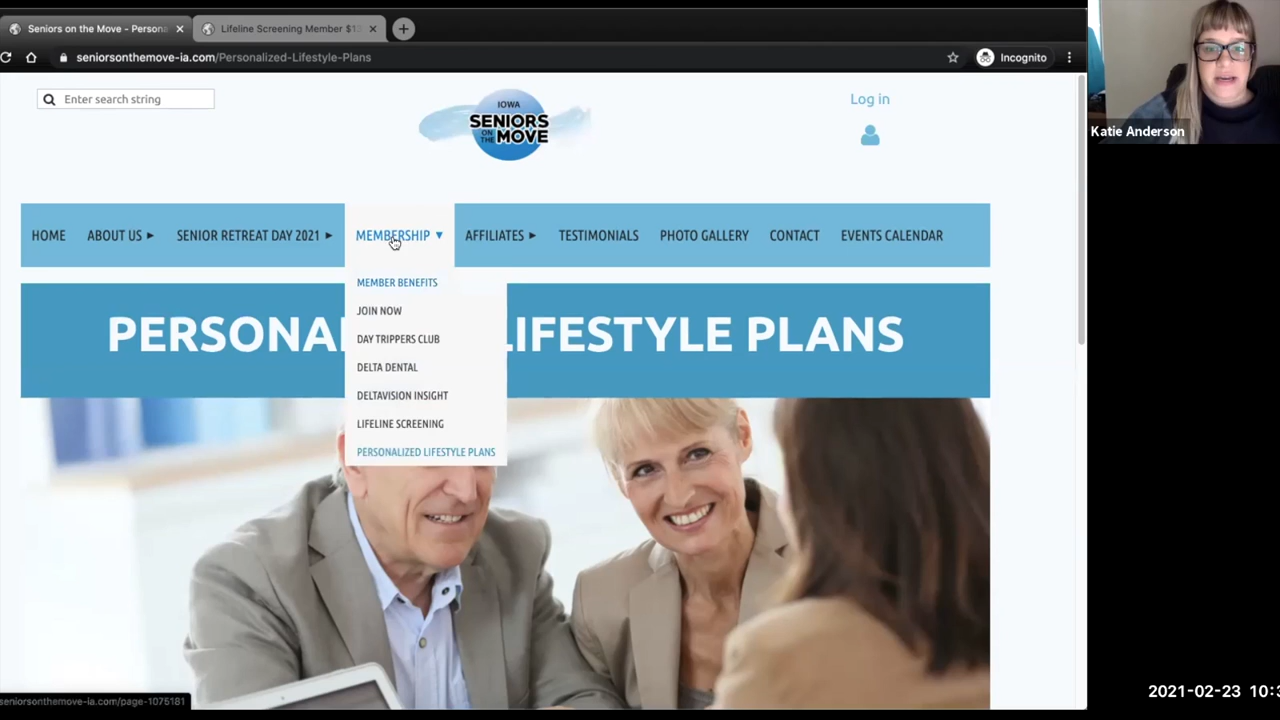 Seniors on the Move - Persona
Lifeline Screening Member $1
seniorsonthemove-ia.com/Personalized-Lifestyle-Plans
Incognito
Enter search string
IOWA
SENIORS
ON THE
MOVE
Log in
Katie Anderson
HOME
ABOUT US
SENIOR RETREAT DAY 2021
MEMBERSHIP
AFFILIATES
TESTIMONIALS
PHOTO GALLERY
CONTACT
EVENTS CALENDAR
MEMBER BENEFITS
JOIN NOW
DAY TRIPPERS CLUB
DELTA DENTAL
DELTAVISION INSIGHT
LIFELINE SCREENING
PERSONALIZED LIFESTYLE PLANS
PERSONA LIFESTYLE PLANS
seniorsonthemove-ia.com/page-1075181
2021-02-23 10:3